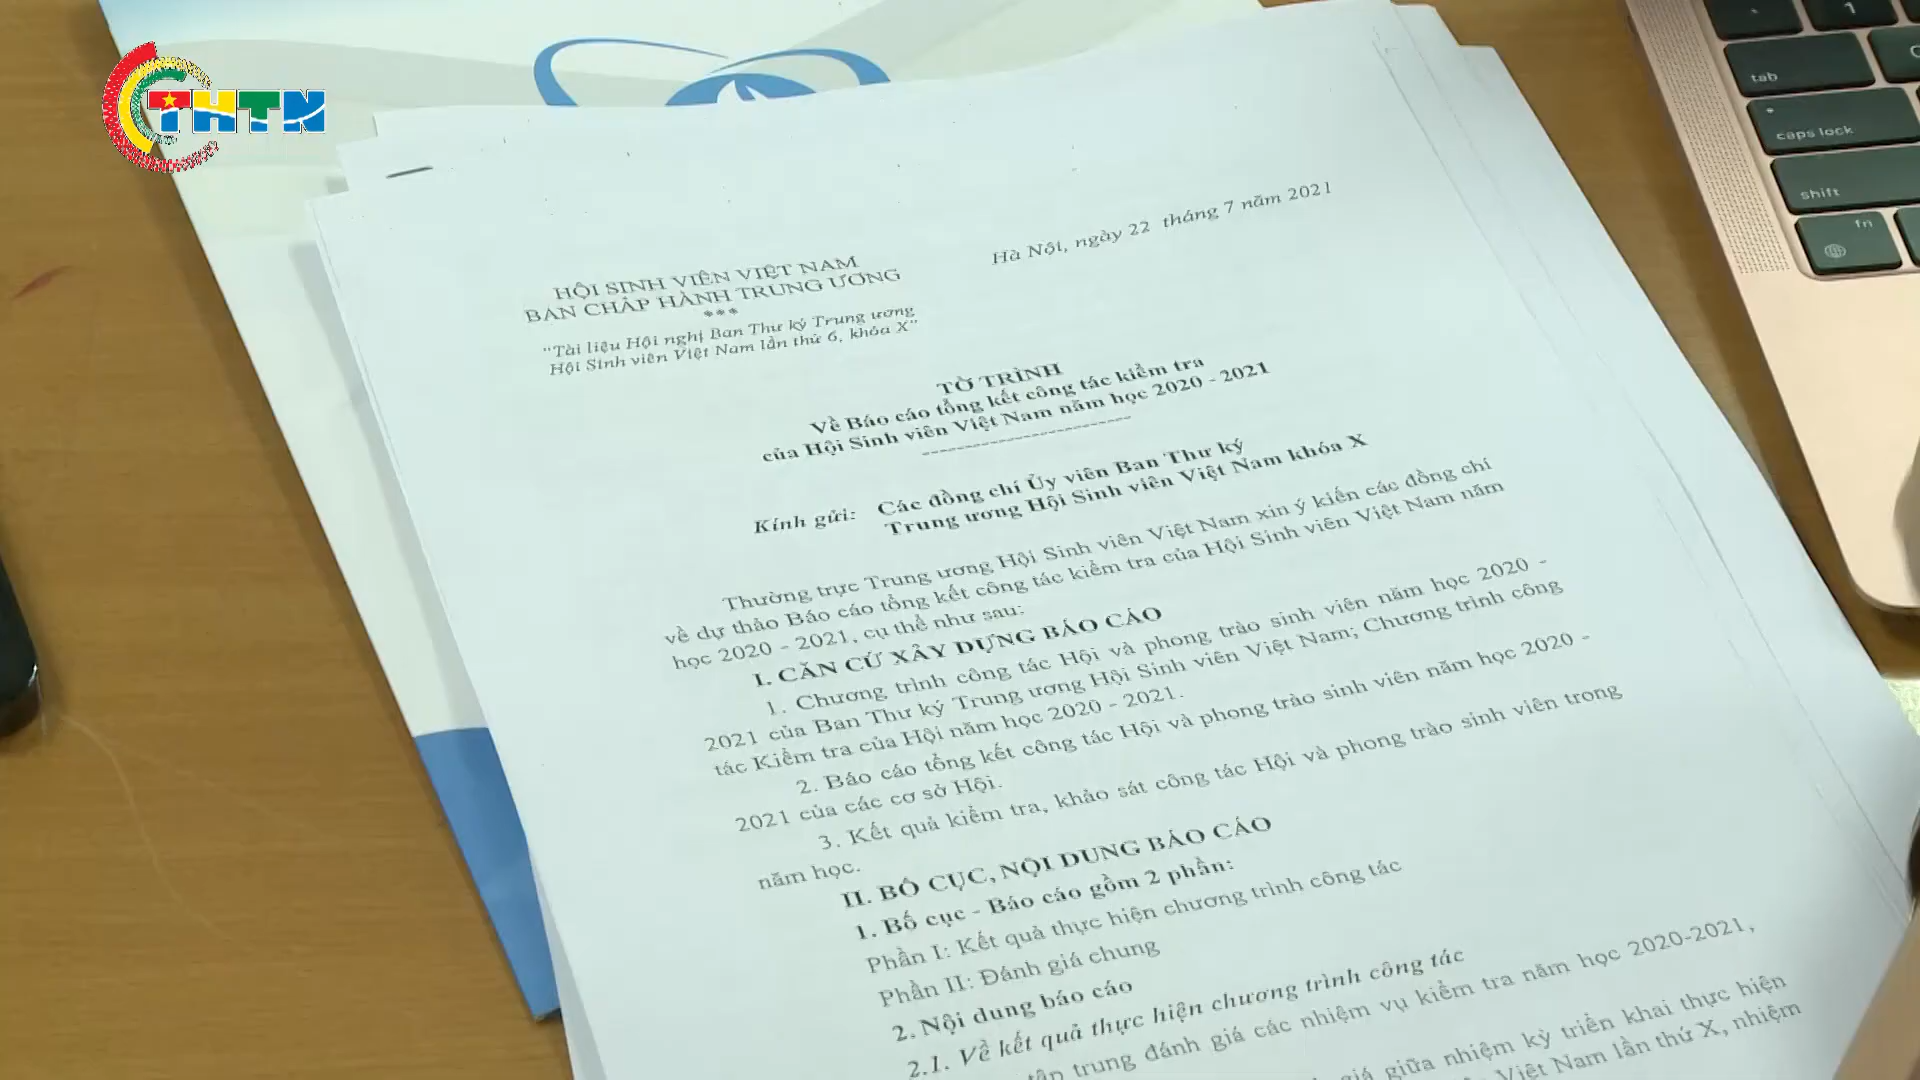 THTN
HỘI SINH VIÊN VIỆT NAM
BAN CHẤP HÀNH TRUNG ƯƠNG
***
"Tài liệu Hội nghị Ban Thư ký Trung ương
Hội Sinh viên Việt Nam lần thứ 6, khóa X"
Hà Nội, ngày 22 tháng 7 năm 2021
TỜ TRÌNH
Về Báo cáo tổng kết công tác kiểm tra
của Hội Sinh viên Việt Nam năm học 2020 - 2021
Kính gửi: Các đồng chí Ủy viên Ban Thư ký
Trung ương Hội Sinh viên Việt Nam khóa X
Thường trực Trung ương Hội Sinh viên Việt Nam xin ý kiến các đồng chí
về dự thảo Báo cáo tổng kết công tác kiểm tra của Hội Sinh viên Việt Nam năm
học 2020 - 2021, cụ thể như sau:
I. CĂN CỨ XÂY DỰNG BÁO CÁO
1. Chương trình công tác Hội và phong trào sinh viên năm học 2020 -
2021 của Ban Thư ký Trung ương Hội Sinh viên Việt Nam; Chương trình công
tác Kiểm tra của Hội năm học 2020 - 2021.
2. Báo cáo tổng kết công tác Hội và phong trào sinh viên năm học 2020 -
2021 của các cơ sở Hội.
3. Kết quả kiểm tra, khảo sát công tác Hội và phong trào sinh viên trong
năm học.
II. BỐ CỤC, NỘI DUNG BÁO CÁO
1. Bố cục - Báo cáo gồm 2 phần:
Phần I: Kết quả thực hiện chương trình công tác
Phần II: Đánh giá chung
2. Nội dung báo cáo
2.1. Về kết quả thực hiện chương trình công tác
trung đánh giá các nhiệm vụ kiểm tra năm học 2020-2021,
giá giữa nhiệm kỳ triển khai thực hiện
Việt Nam lần thứ X, nhiệm
1
tab
caps lock
shift
fn